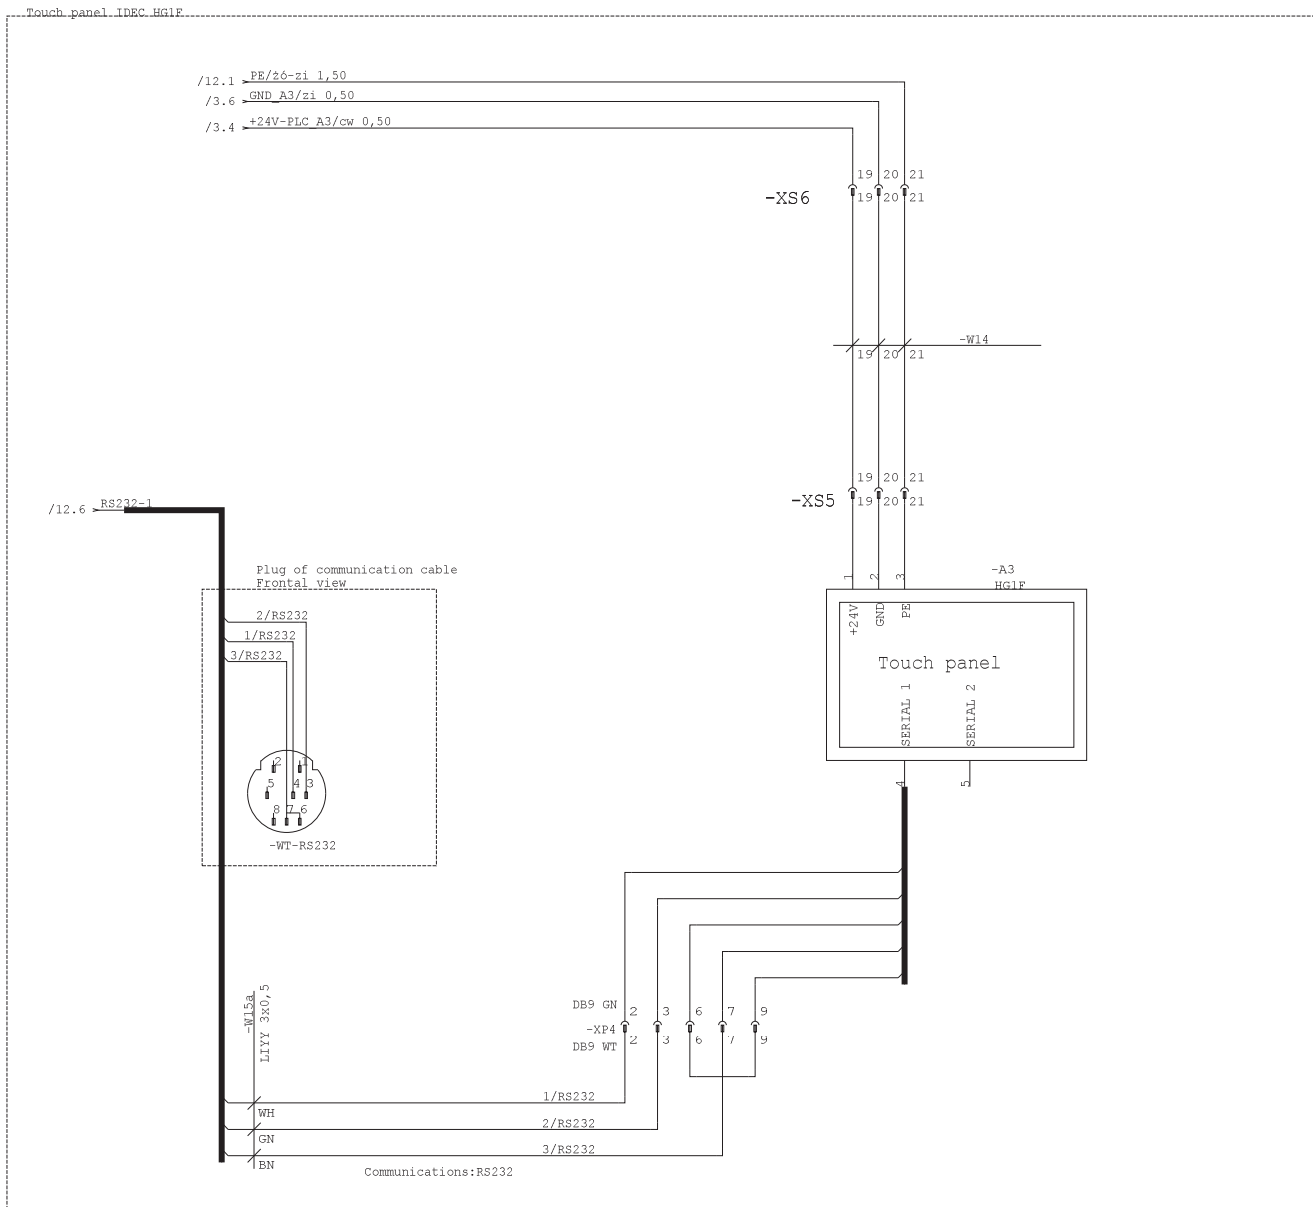 Touch panel IDEC HG1F
/12.1 PE/żó-zi 1,50
/3.6 GND_A3/zi 0,50
/3.4 +24V-PLC_A3/cw 0,50
19 20 21
-XS6 19 20 21
-W14
19 20 21
19 20 21
-XS5 19 20 21
/12.6 RS232-1
Plug of communication cable
Frontal view
-A3
HG1F
1 2 3
+24V GND PE
Touch panel
SERIAL 1 SERIAL 2
4 5
2/RS232
1/RS232
3/RS232
2 1
5 4 3
8 7 6
-WT-RS232
-W15a
LIYY 3x0,5
DB9 GN 2 3 6 7 9
-XP4
DB9 WT 2 3 6 7 9
1/RS232
WH
2/RS232
GN
3/RS232
BN
Communications:RS232